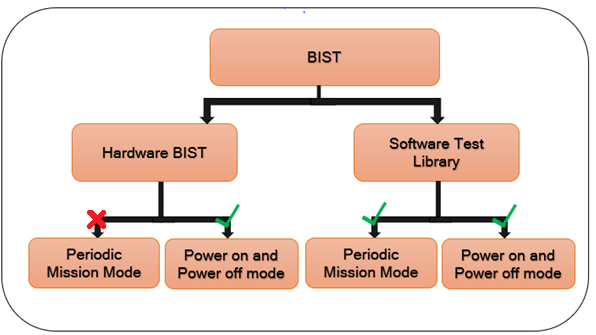 BIST
Hardware BIST
Software Test
Library
Periodic
Mission Mode
Power on and
Power off mode
Periodic
Mission Mode
Power on and
Power off mode